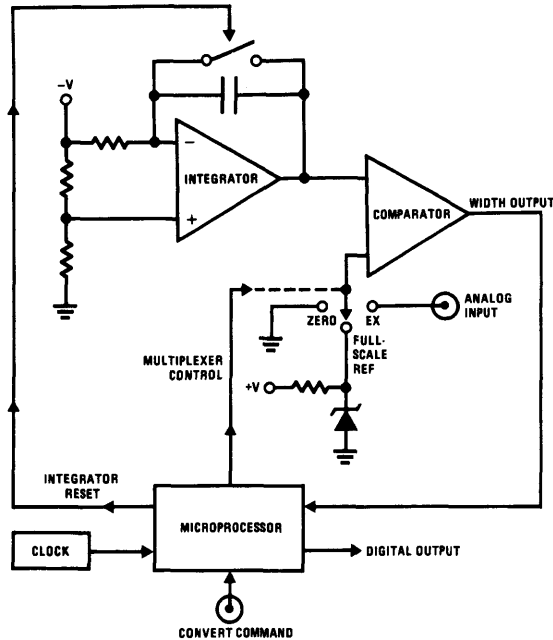 –V
–
INTEGRATOR
+
COMPARATOR
WIDTH OUTPUT
ZERO
EX
ANALOG
INPUT
FULL-
SCALE
REF
MULTIPLEXER
CONTROL
+V
INTEGRATOR
RESET
MICROPROCESSOR
CLOCK
DIGITAL OUTPUT
CONVERT COMMAND